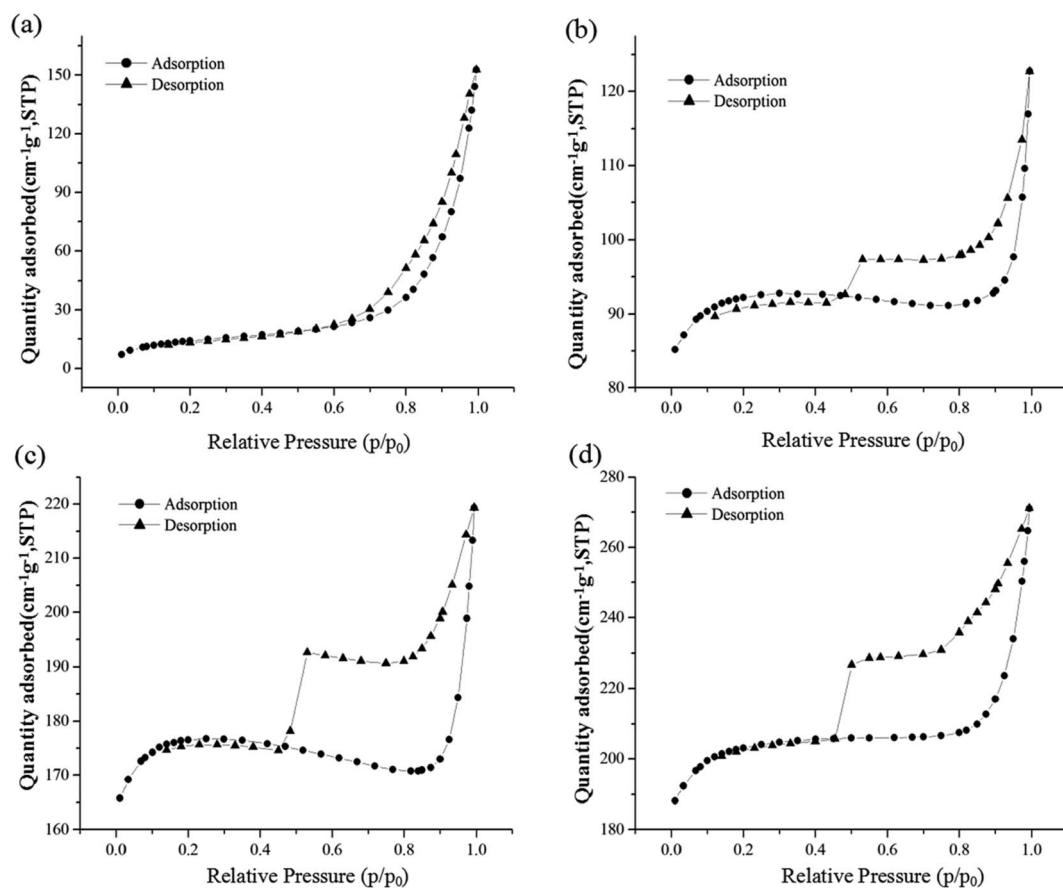 (a)
Adsorption
Desorption
Quantity adsorbed(cm⁻¹g⁻¹,STP)
150
120
90
60
30
0
0.0 0.2 0.4 0.6 0.8 1.0
Relative Pressure (p/p₀)
(b)
Adsorption
Desorption
Quantity adsorbed(cm⁻¹g⁻¹,STP)
120
110
100
90
80
0.0 0.2 0.4 0.6 0.8 1.0
Relative Pressure (p/p₀)
(c)
Adsorption
Desorption
Quantity adsorbed(cm⁻¹g⁻¹,STP)
220
210
200
190
180
170
160
0.0 0.2 0.4 0.6 0.8 1.0
Relative Pressure (p/p₀)
(d)
Adsorption
Desorption
Quantity adsorbed(cm⁻¹g⁻¹,STP)
280
260
240
220
200
180
0.0 0.2 0.4 0.6 0.8 1.0
Relative Pressure (p/p₀)